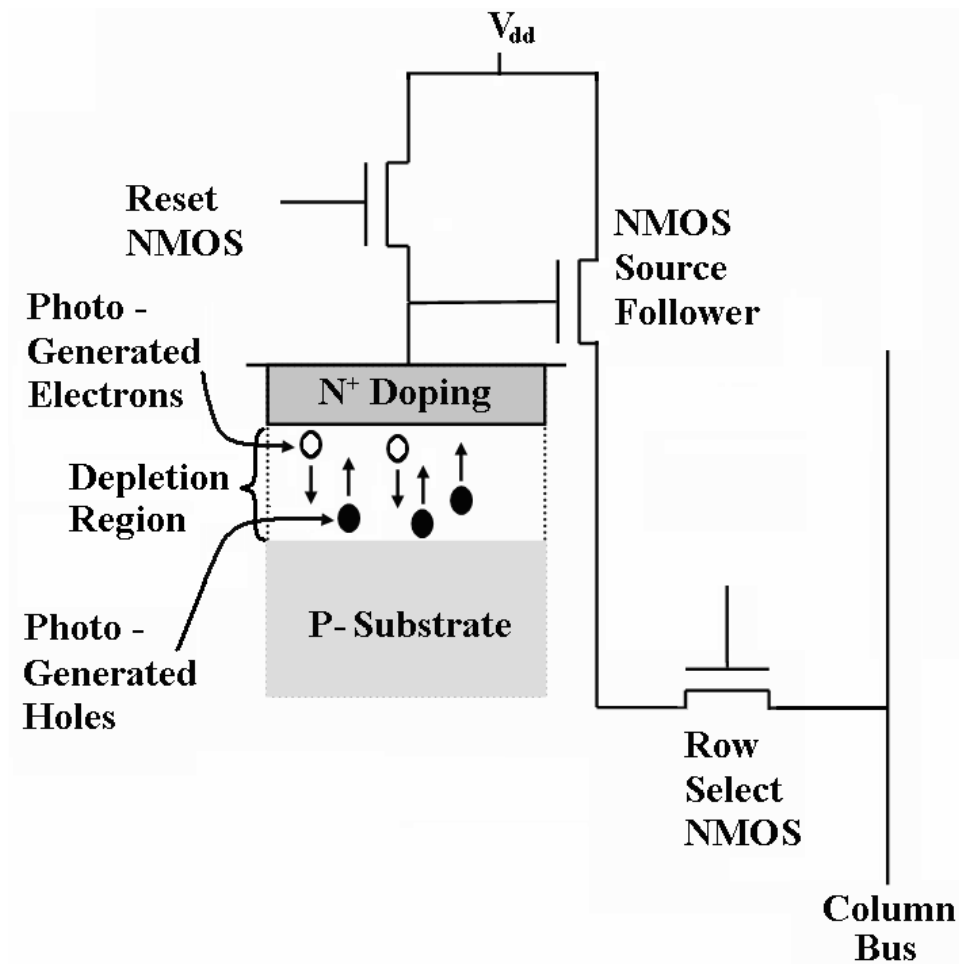 V_dd
Reset
NMOS
NMOS
Source
Follower
Photo -
Generated
Electrons
N⁺ Doping
Depletion
Region
P- Substrate
Photo -
Generated
Holes
Row
Select
NMOS
Column
Bus